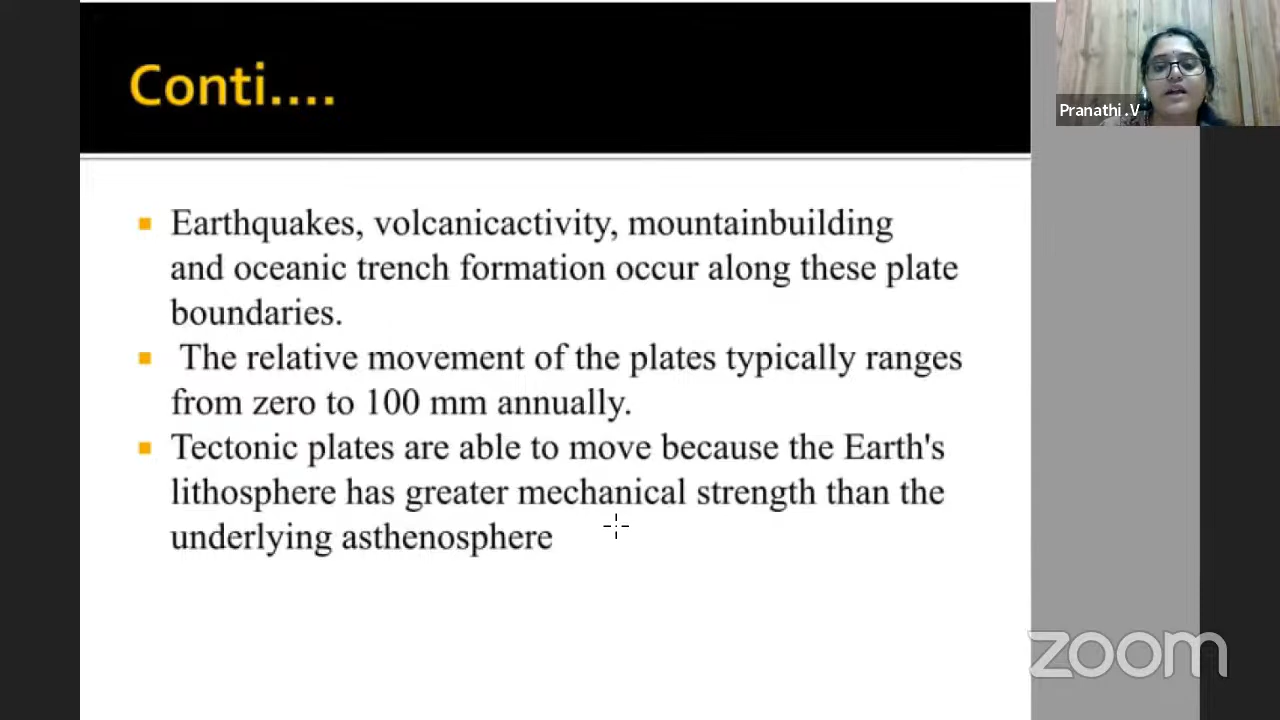 Conti....
Pranathi .V
Earthquakes, volcanicactivity, mountainbuilding
and oceanic trench formation occur along these plate
boundaries.
The relative movement of the plates typically ranges
from zero to 100 mm annually.
Tectonic plates are able to move because the Earth's
lithosphere has greater mechanical strength than the
underlying asthenosphere
zoom